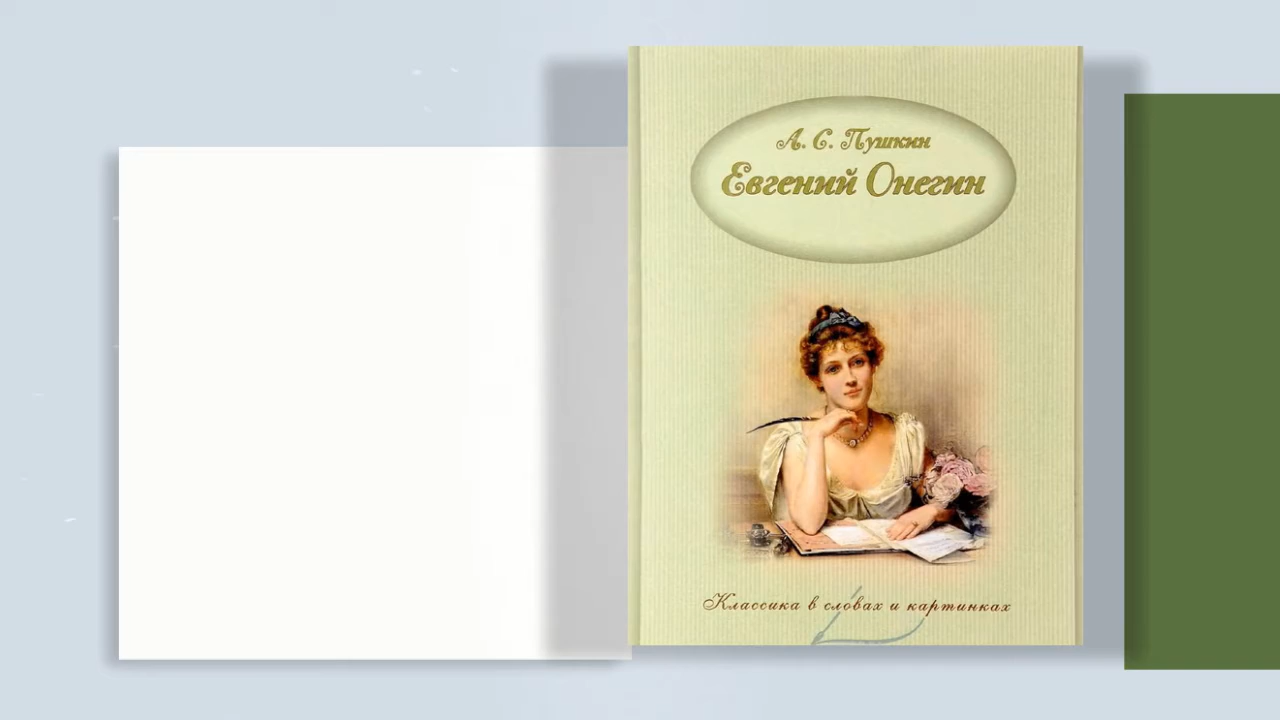 А. С. Пушкин
Евгений Онегин
Классика в словах и картинках